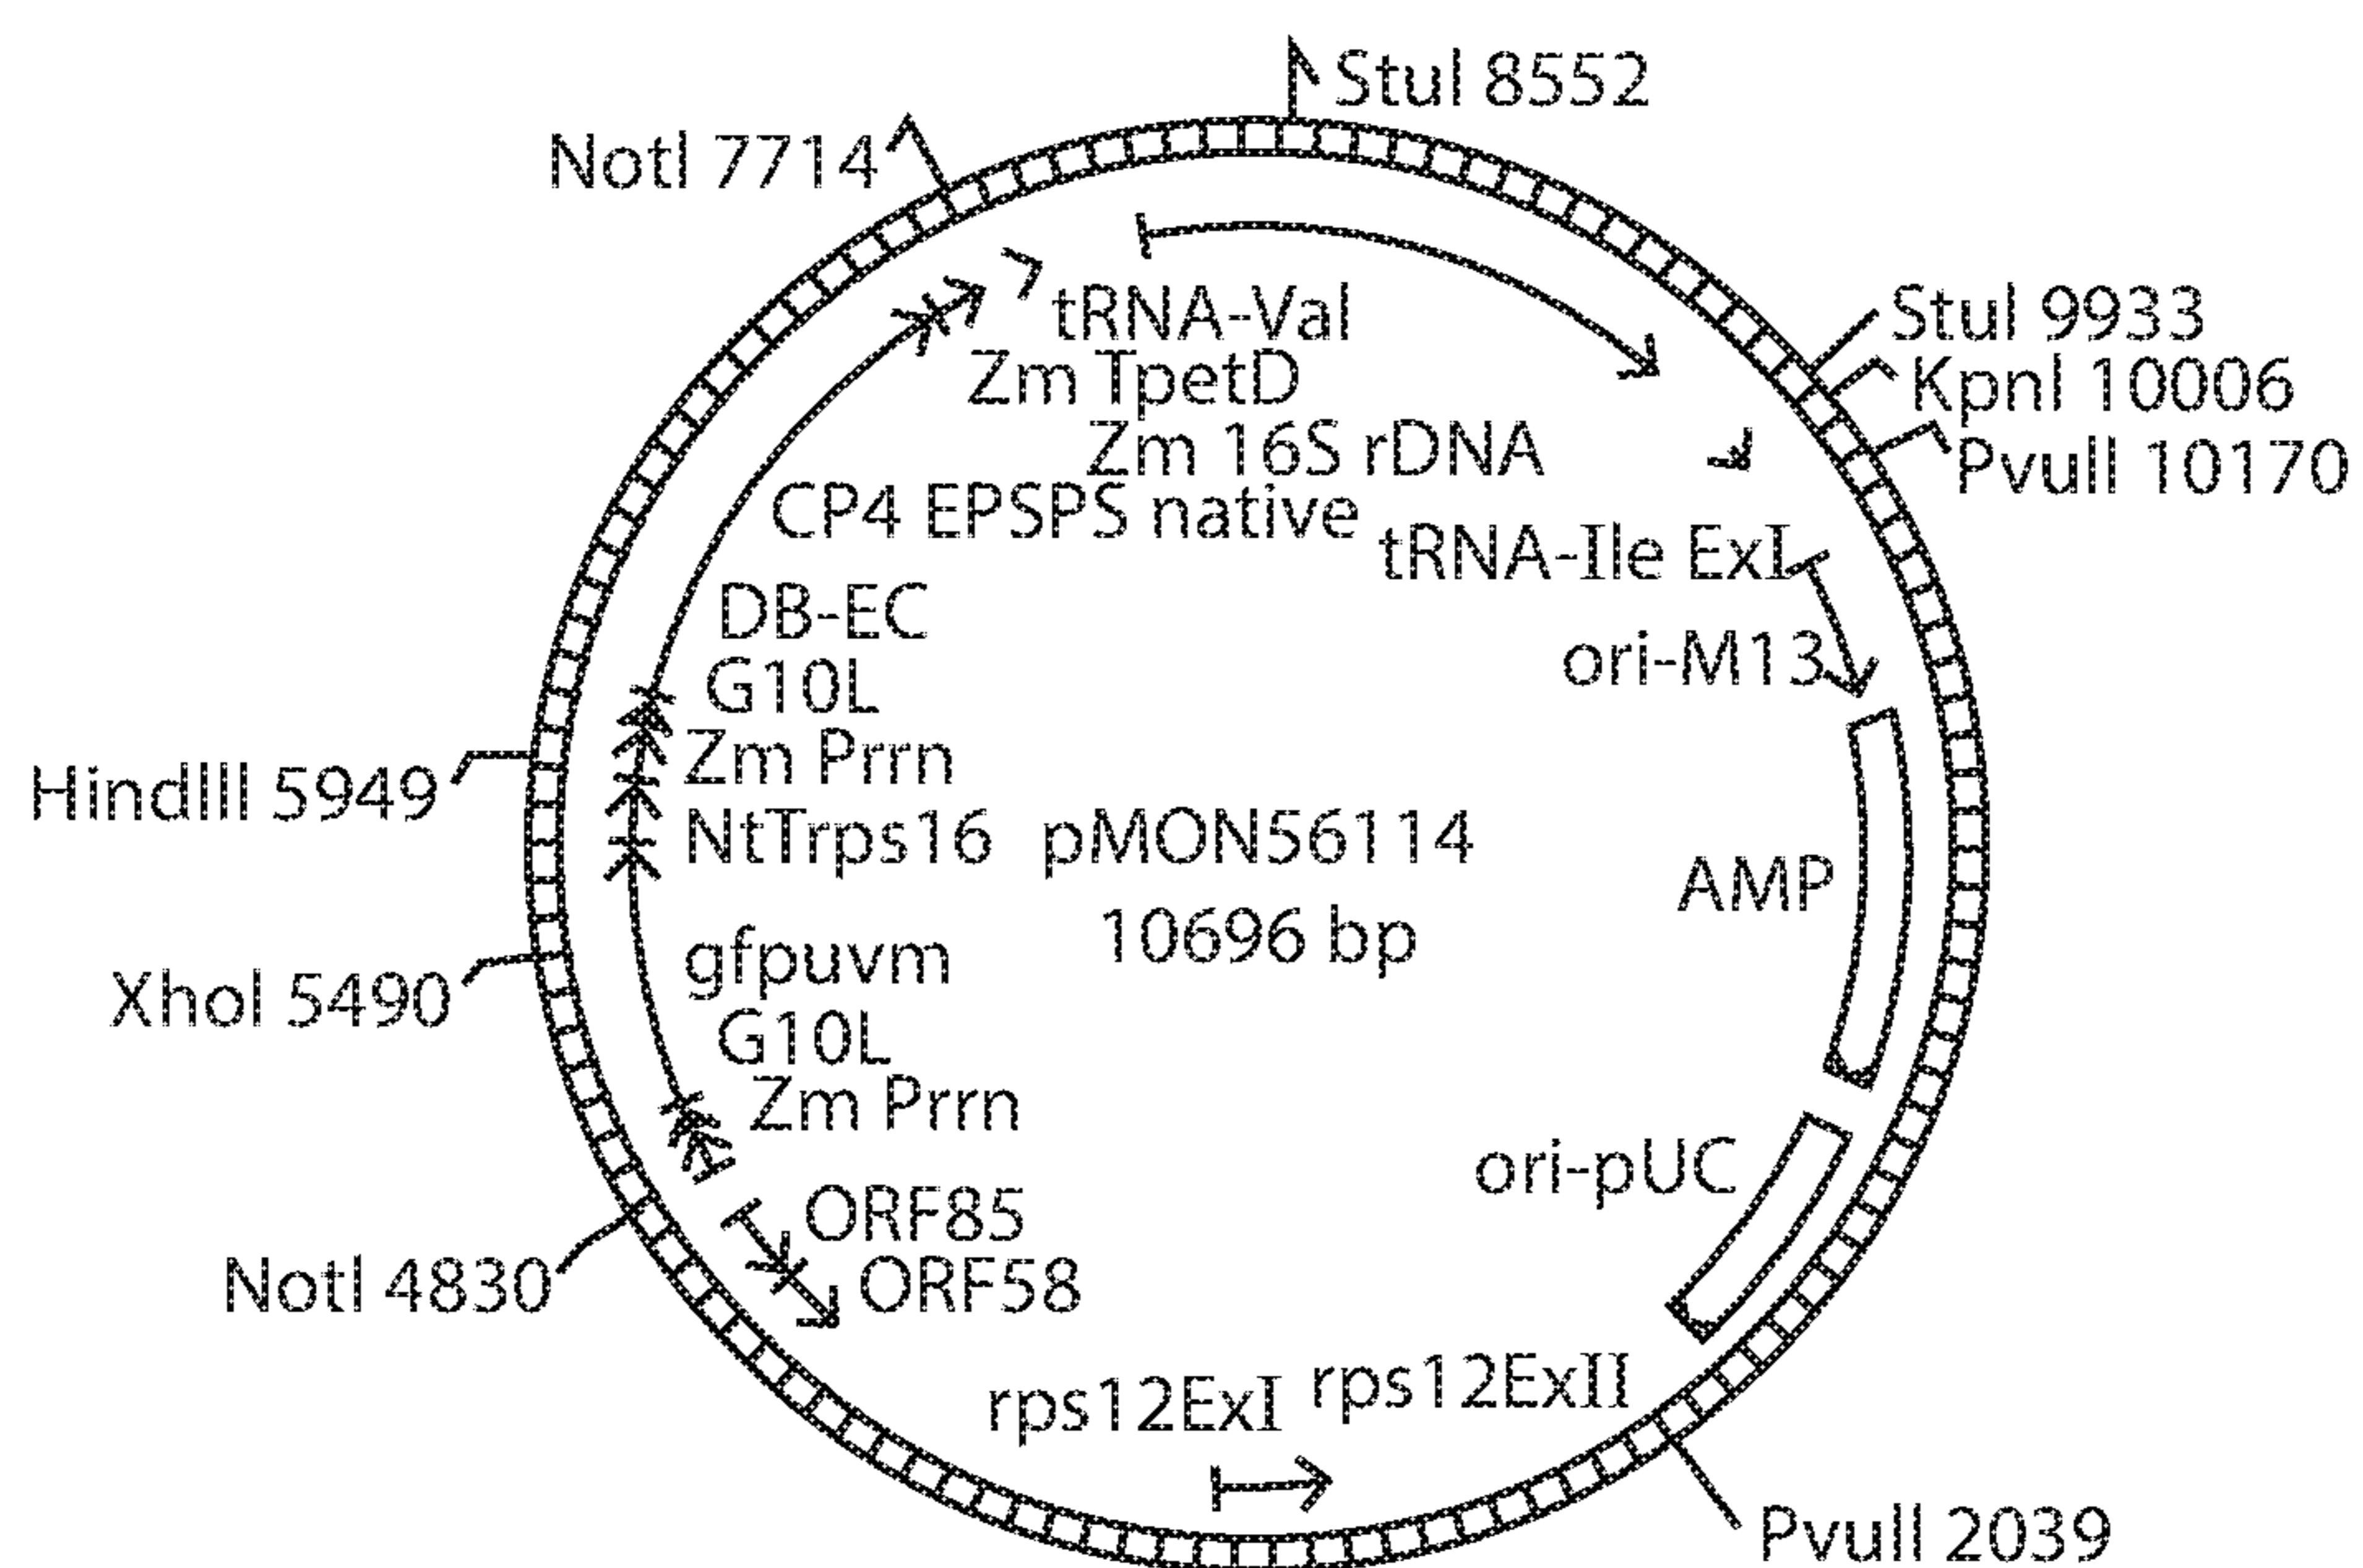 StuI 8552
NotI 7714
StuI 9933
tRNA-Val
KpnI 10006
Zm TpetD
PvuII 10170
Zm 16S rDNA
CP4 EPSPS native
tRNA-Ile ExI
DB-EC
ori-M13
G10L
Zm Prrn
HindIII 5949
NtTrps16
pMON56114
AMP
10696 bp
gfpuvm
XhoI 5490
G10L
Zm Prrn
ori-pUC
ORF85
NotI 4830
ORF58
rps12ExI
rps12ExII
PvuII 2039